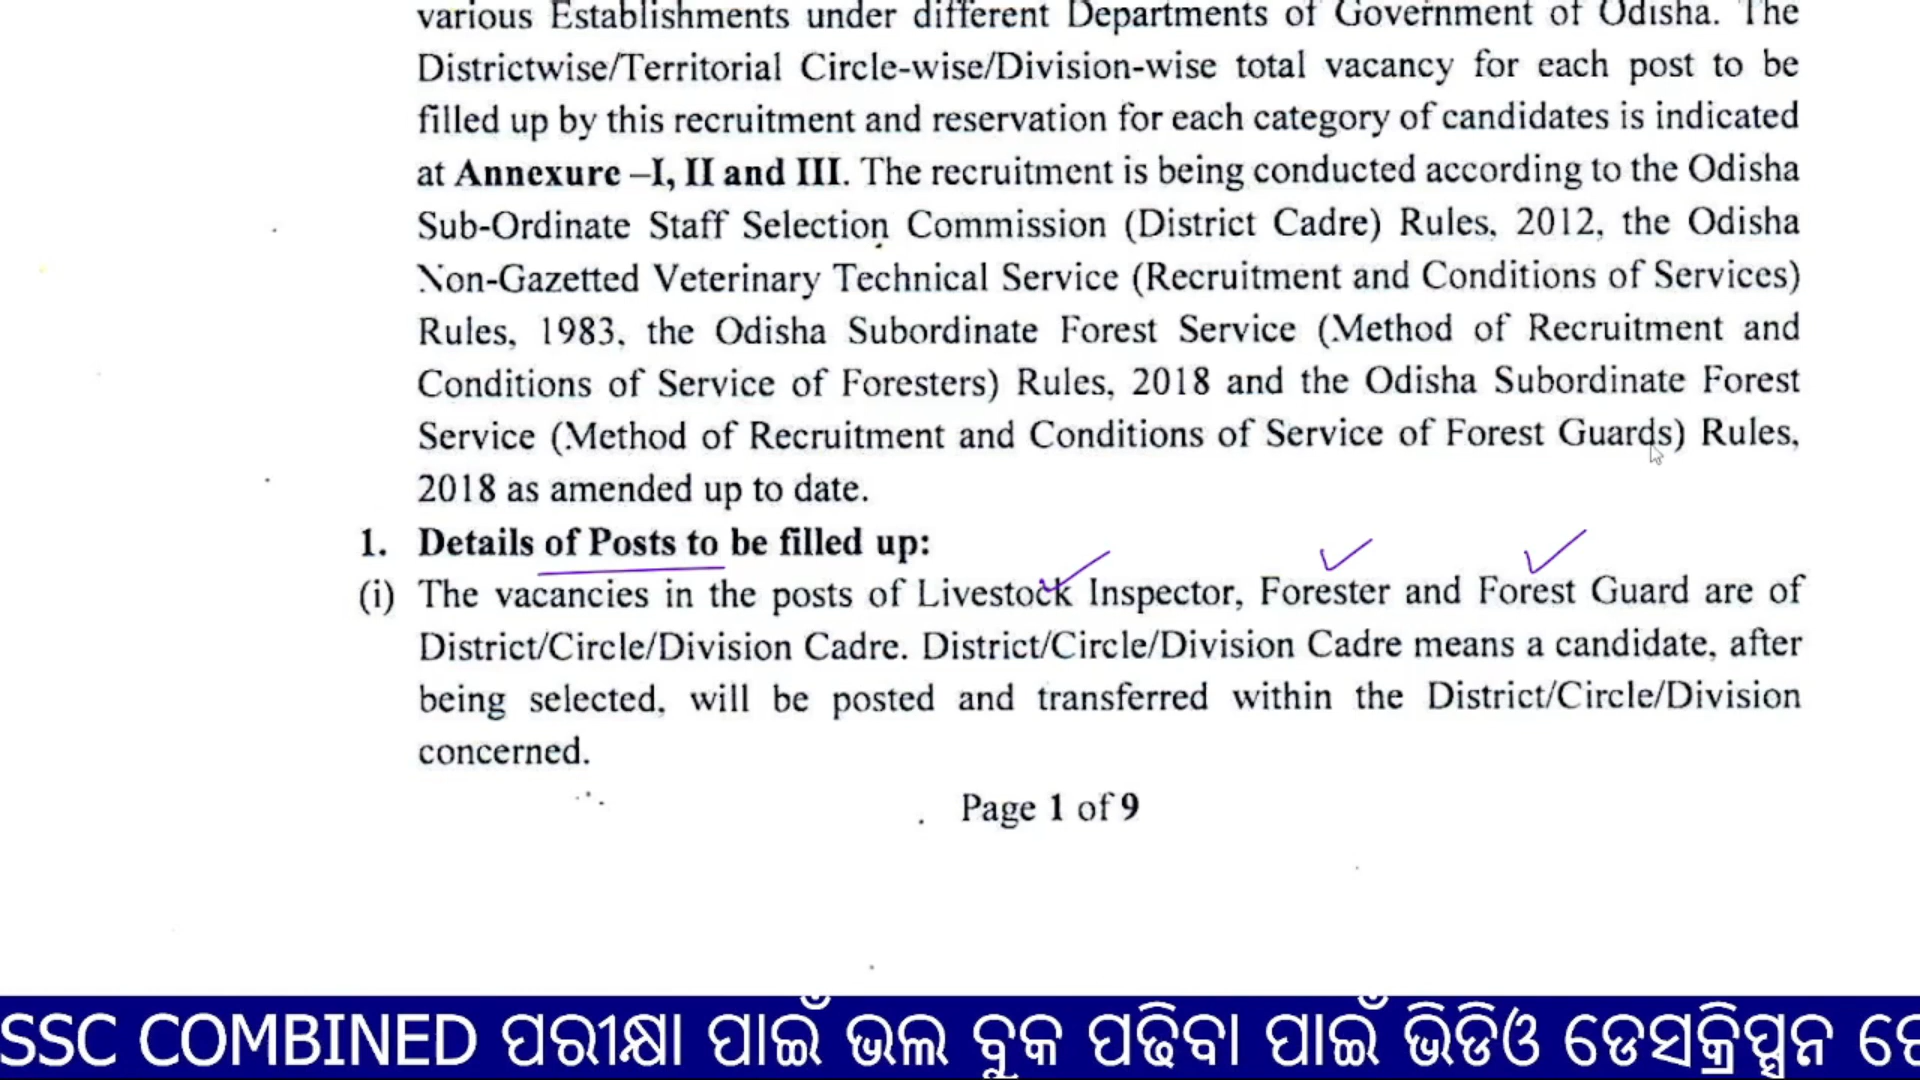 various Establishments under different Departments of Government of Odisha. The
Districtwise/Territorial Circle-wise/Division-wise total vacancy for each post to be
filled up by this recruitment and reservation for each category of candidates is indicated
at Annexure –I, II and III. The recruitment is being conducted according to the Odisha
Sub-Ordinate Staff Selection Commission (District Cadre) Rules, 2012, the Odisha
Non-Gazetted Veterinary Technical Service (Recruitment and Conditions of Services)
Rules, 1983, the Odisha Subordinate Forest Service (Method of Recruitment and
Conditions of Service of Foresters) Rules, 2018 and the Odisha Subordinate Forest
Service (Method of Recruitment and Conditions of Service of Forest Guards) Rules,
2018 as amended up to date.
1. Details of Posts to be filled up:
(i) The vacancies in the posts of Livestock Inspector, Forester and Forest Guard are of
District/Circle/Division Cadre. District/Circle/Division Cadre means a candidate, after
being selected, will be posted and transferred within the District/Circle/Division
concerned.
Page 1 of 9
SSC COMBINED ପରୀକ୍ଷା ପାଇଁ ଭଲ ବୁକ ପଢିବା ପାଇଁ ଭିଡିଓ ଡେସକ୍ରିପ୍ସନ